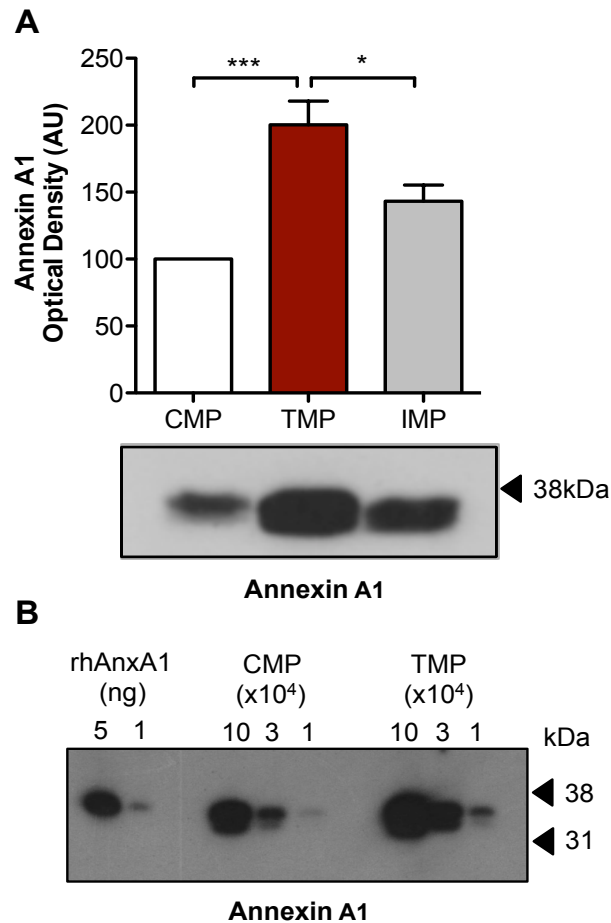 A
Annexin A1
Optical Density (AU)
250
200
150
100
50
0
***
*
CMP TMP IMP
38kDa
Annexin A1
B
rhAnxA1 CMP TMP
(ng) (x10⁴) (x10⁴)
5 1 10 3 1 10 3 1 kDa
38
31
Annexin A1